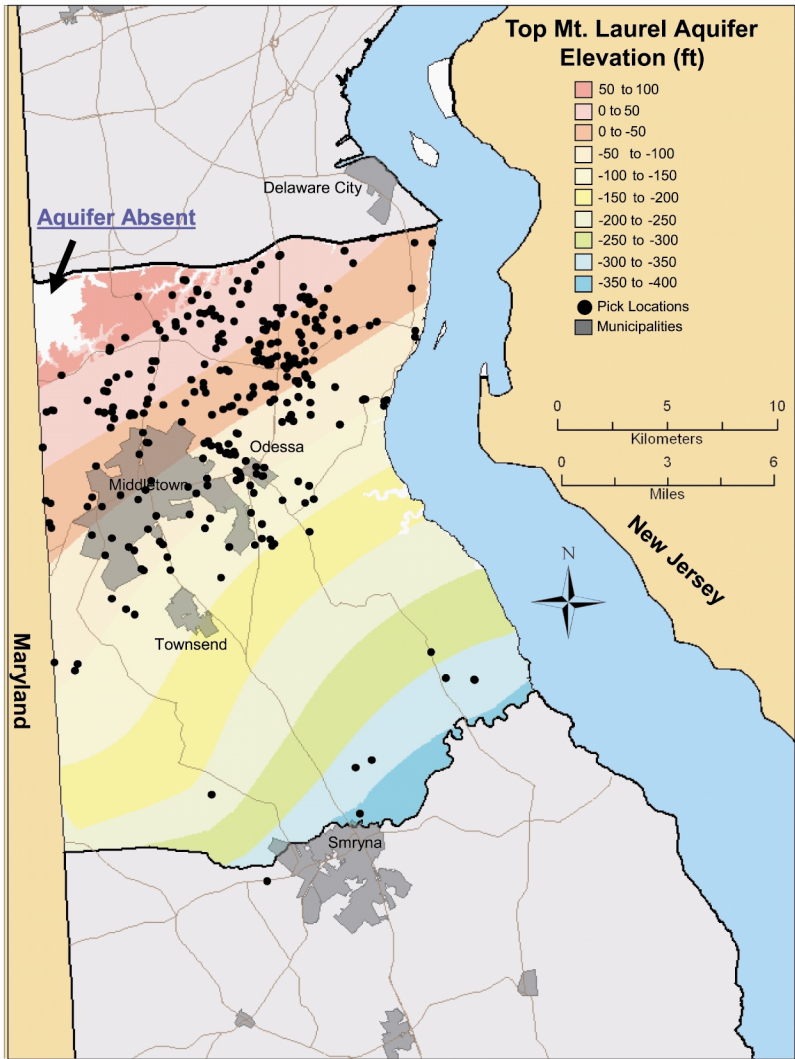 Top Mt. Laurel Aquifer
Elevation (ft)
50 to 100
0 to 50
0 to -50
-50 to -100
-100 to -150
-150 to -200
-200 to -250
-250 to -300
-300 to -350
-350 to -400
Pick Locations
Municipalities
Delaware City
Aquifer Absent
0 5 10
Kilometers
0 3 6
Miles
Odessa
Middletown
New Jersey
N
Townsend
Maryland
Smryna